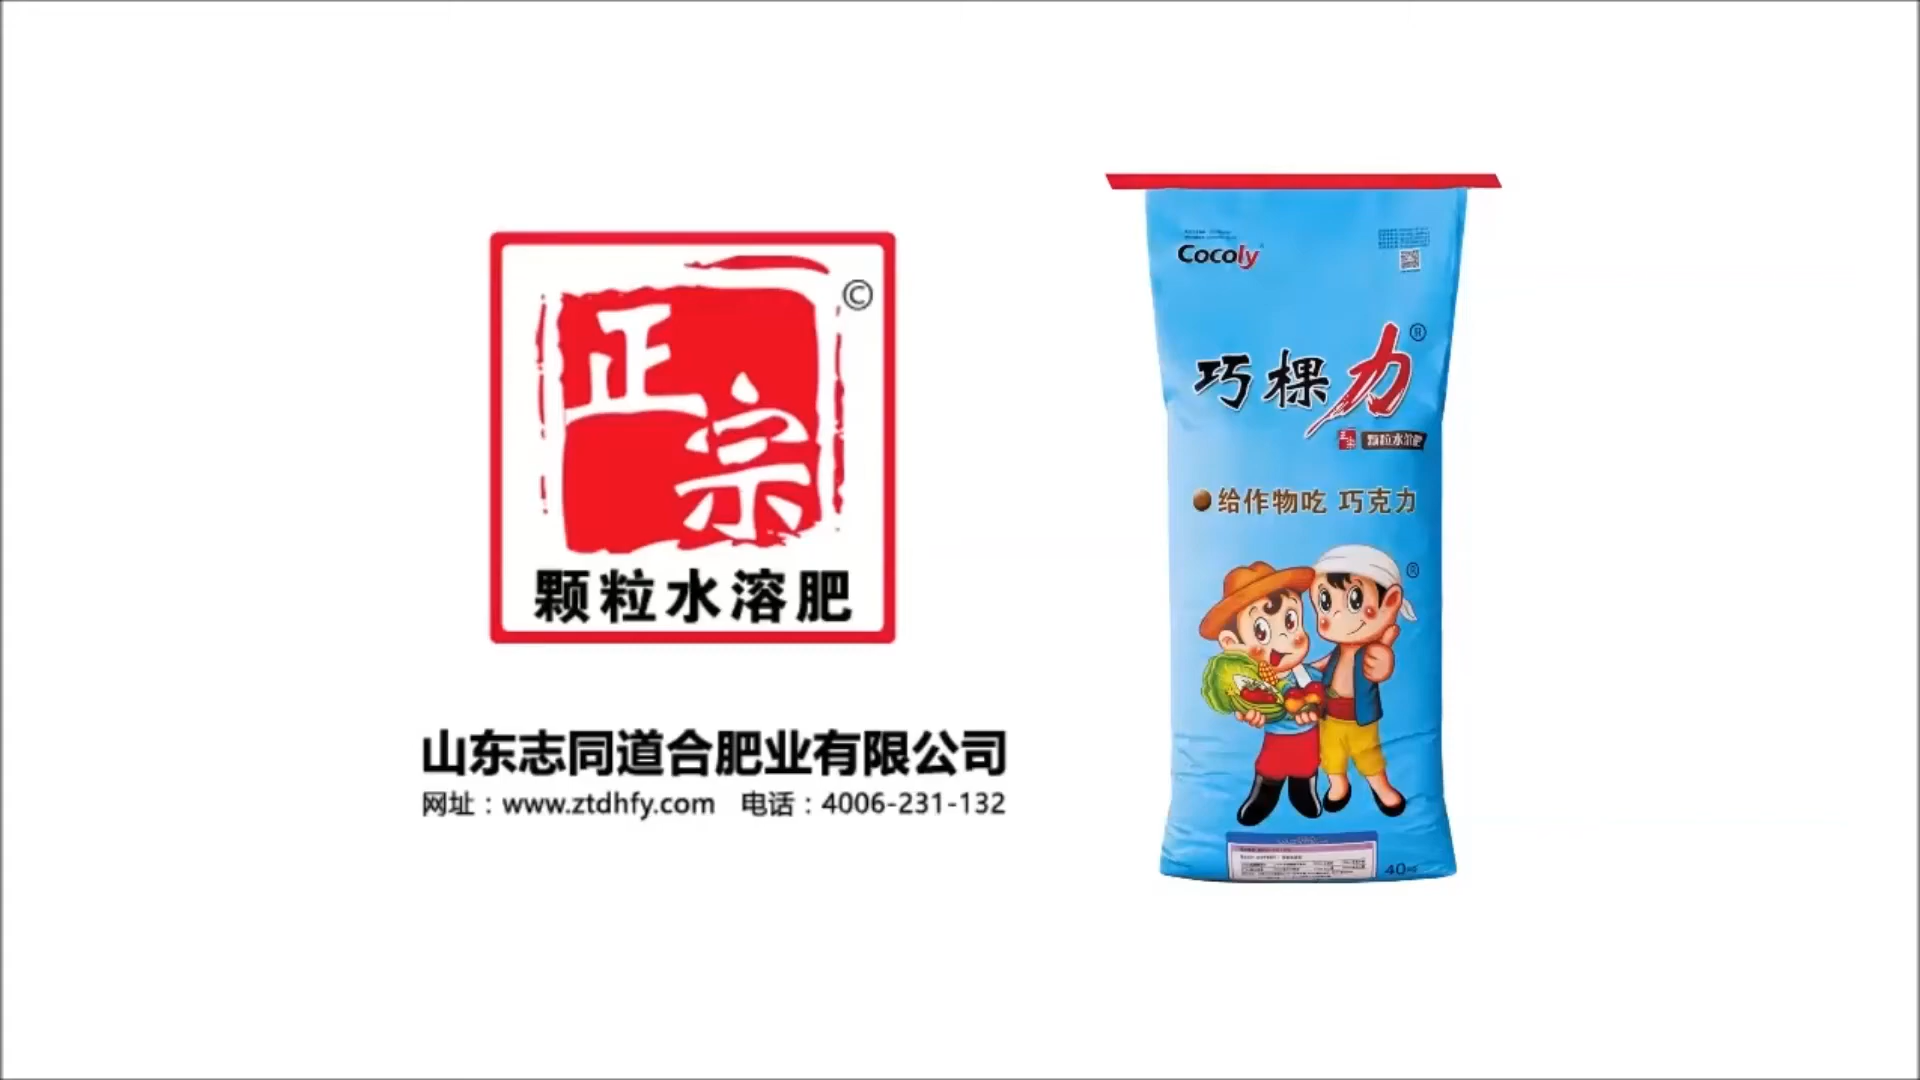 正宗
©
颗粒水溶肥
山东志同道合肥业有限公司
网址：www.ztdhfy.com 电话：4006-231-132
Cocoly
巧棵力®
正宗 颗粒水溶肥
给作物吃 巧克力
®
40